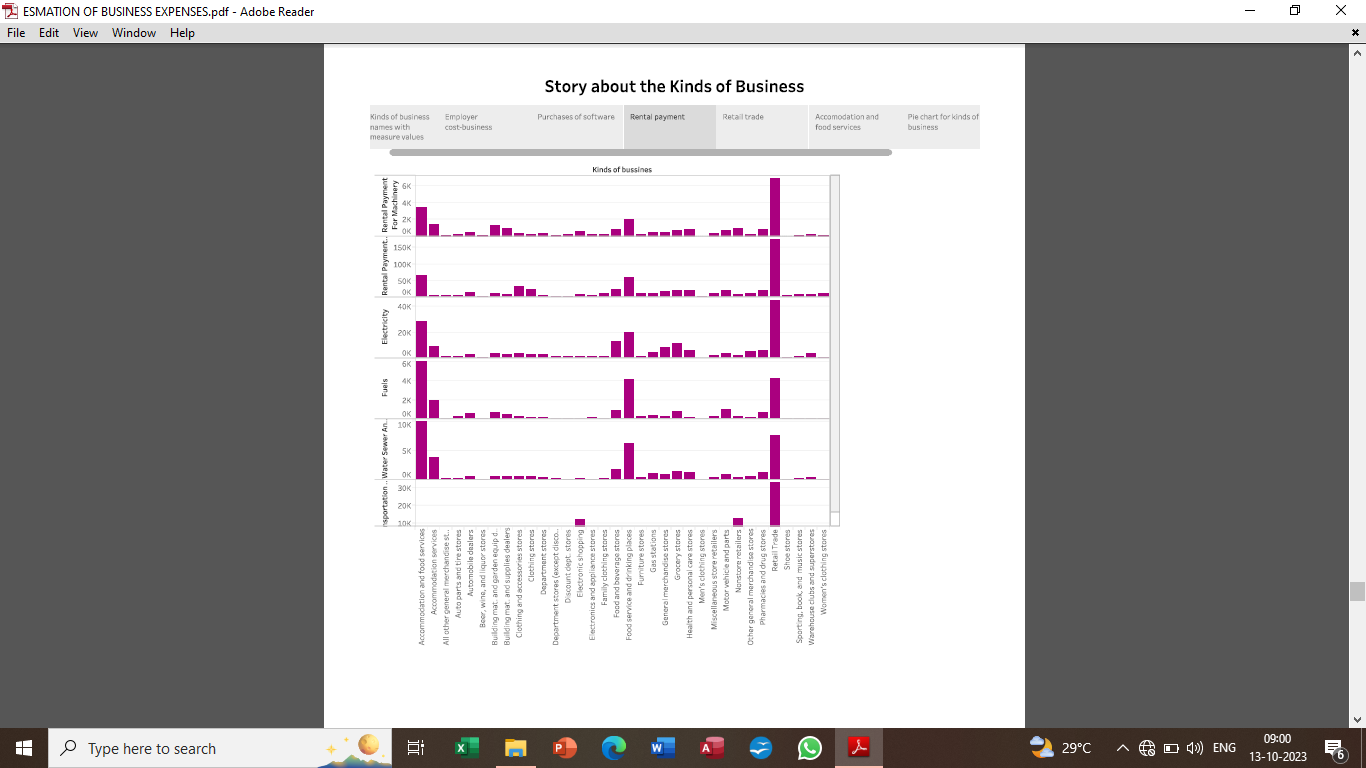 ESMATION OF BUSINESS EXPENSES.pdf - Adobe Reader
File Edit View Window Help
Story about the Kinds of Business
Kinds of business
names with
measure values
Employer
cost-business
Purchases of software
Rental payment
Retail trade
Accomodation and
food services
Pie chart for kinds of
business
Kinds of bussines
Rental Payment
For Machinery
6K
4K
2K
0K
Rental Payment..
150K
100K
50K
0K
Electricity
40K
20K
0K
Fuels
6K
4K
2K
0K
Water Sewer An..
10K
5K
0K
nsportation ..
30K
20K
10K
Accommodation and food services
Accommodation services
All other general merchandise st..
Auto parts and tire stores
Automobile dealers
Beer, wine, and liquor stores
Building mat. and garden equip d..
Building mat. and supplies dealers
Clothing and accessories stores
Clothing stores
Department stores
Department stores (except disco..
Discount dept. stores
Electronic shopping
Electronics and appliance stores
Family clothing stores
Food and beverage stores
Food service and drinking places
Furniture stores
Gas stations
General merchandise stores
Grocery stores
Health and personal care stores
Men's clothing stores
Miscellaneous store retailers
Motor vehicle and parts
Nonstore retailers
Other general merchandise stores
Pharmacies and drug stores
Retail Trade
Shoe stores
Sporting, book, and music stores
Warehouse clubs and superstores
Women's clothing stores
Type here to search
29°C
ENG
09:00
13-10-2023
6